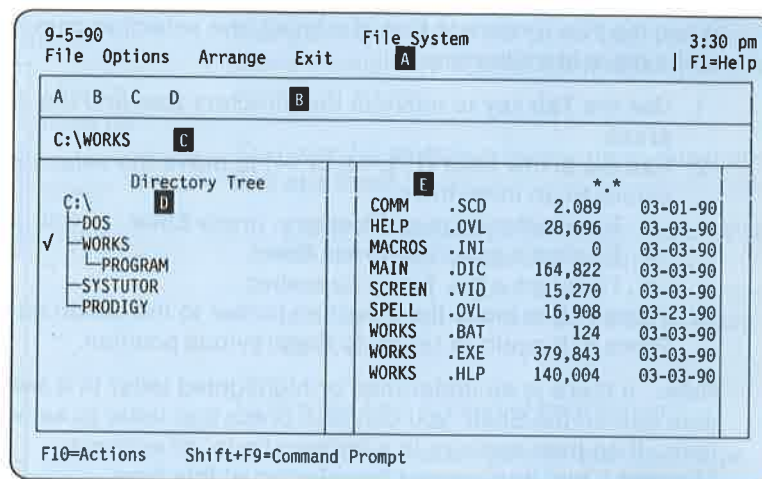 9-5-90 File System 3:30 pm
File Options Arrange Exit A F1=Help
A B C D B
C:\WORKS C
Directory Tree
D
C:\
DOS
√ WORKS
PROGRAM
SYSTUTOR
PRODIGY
E *.*
COMM .SCD 2.089 03-01-90
HELP .OVL 28,696 03-03-90
MACROS .INI 0 03-03-90
MAIN .DIC 164,822 03-03-90
SCREEN .VID 15,270 03-03-90
SPELL .OVL 16,908 03-23-90
WORKS .BAT 124 03-03-90
WORKS .EXE 379,843 03-03-90
WORKS .HLP 140,004 03-03-90
F10=Actions Shift+F9=Command Prompt